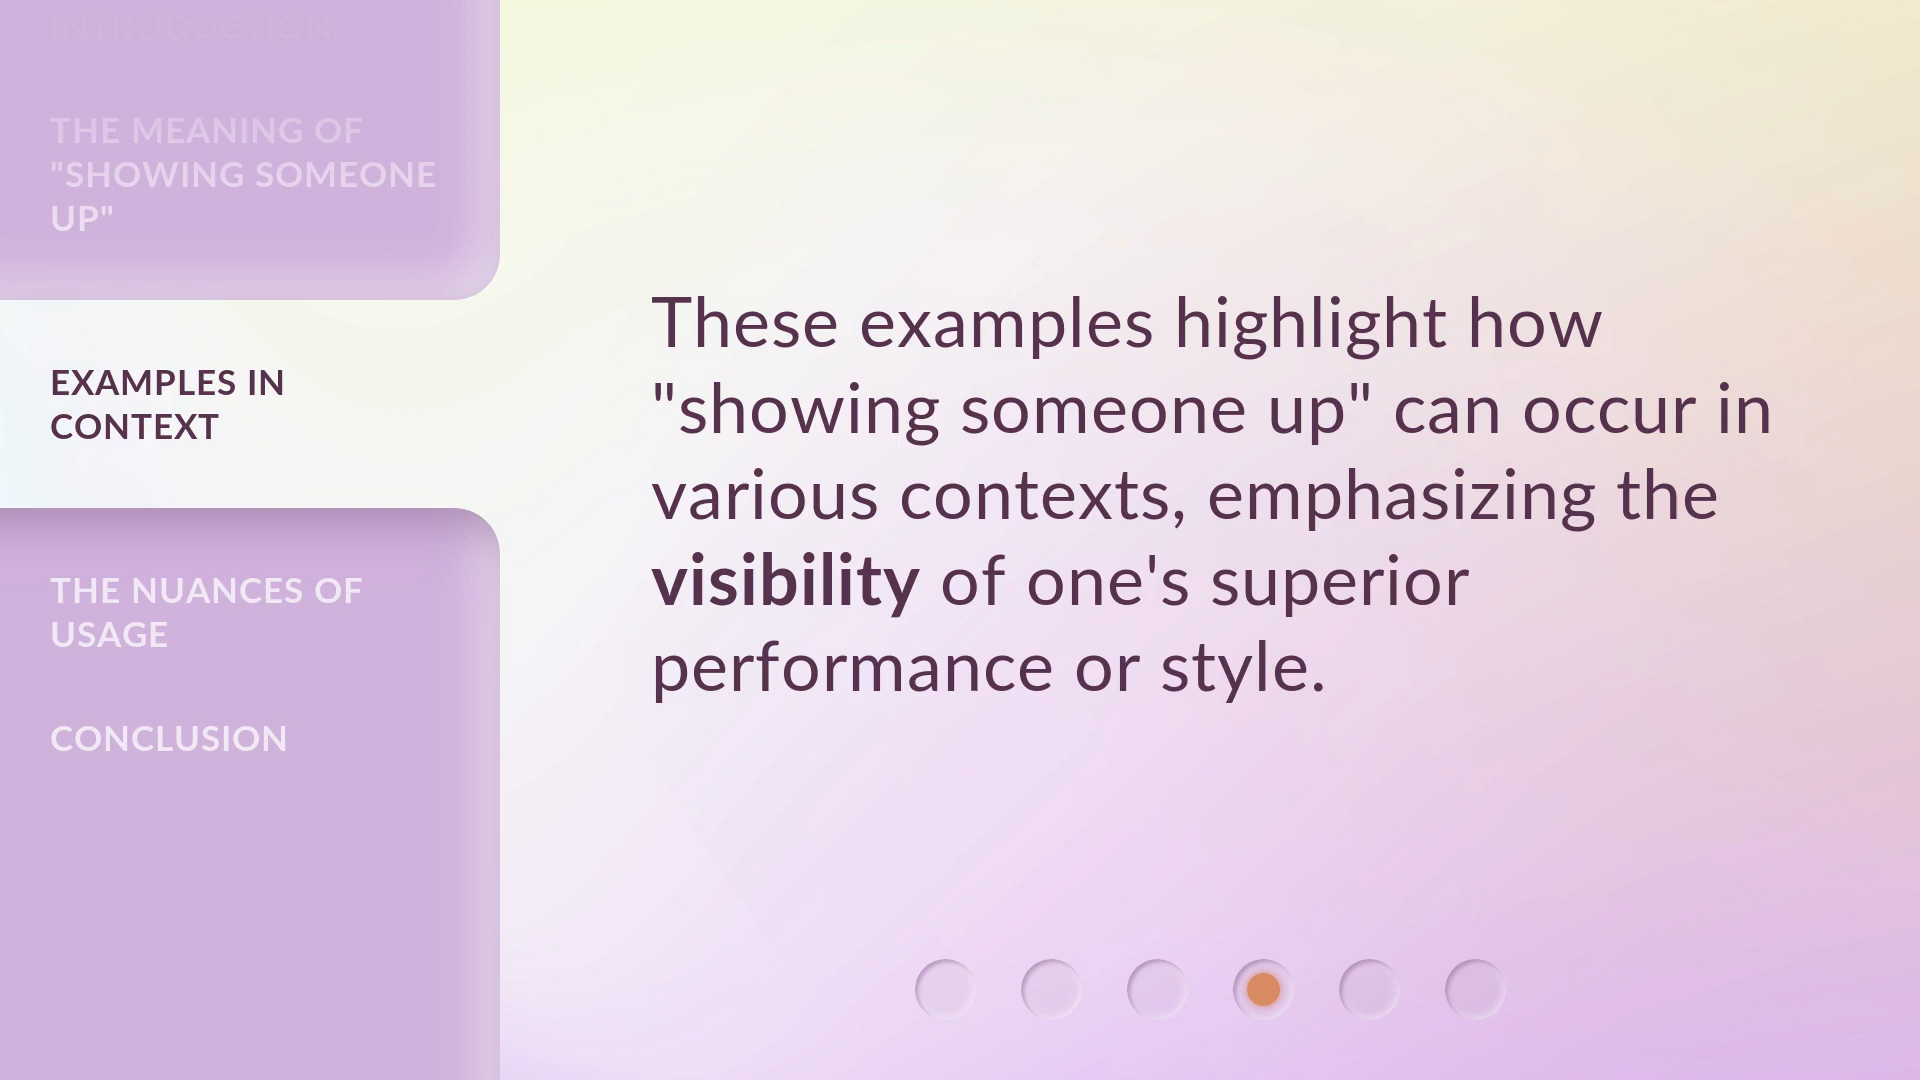 INTRODUCTION
THE MEANING OF
"SHOWING SOMEONE
UP"
EXAMPLES IN
CONTEXT
THE NUANCES OF
USAGE
CONCLUSION
These examples highlight how
"showing someone up" can occur in
various contexts, emphasizing the
visibility of one's superior
performance or style.